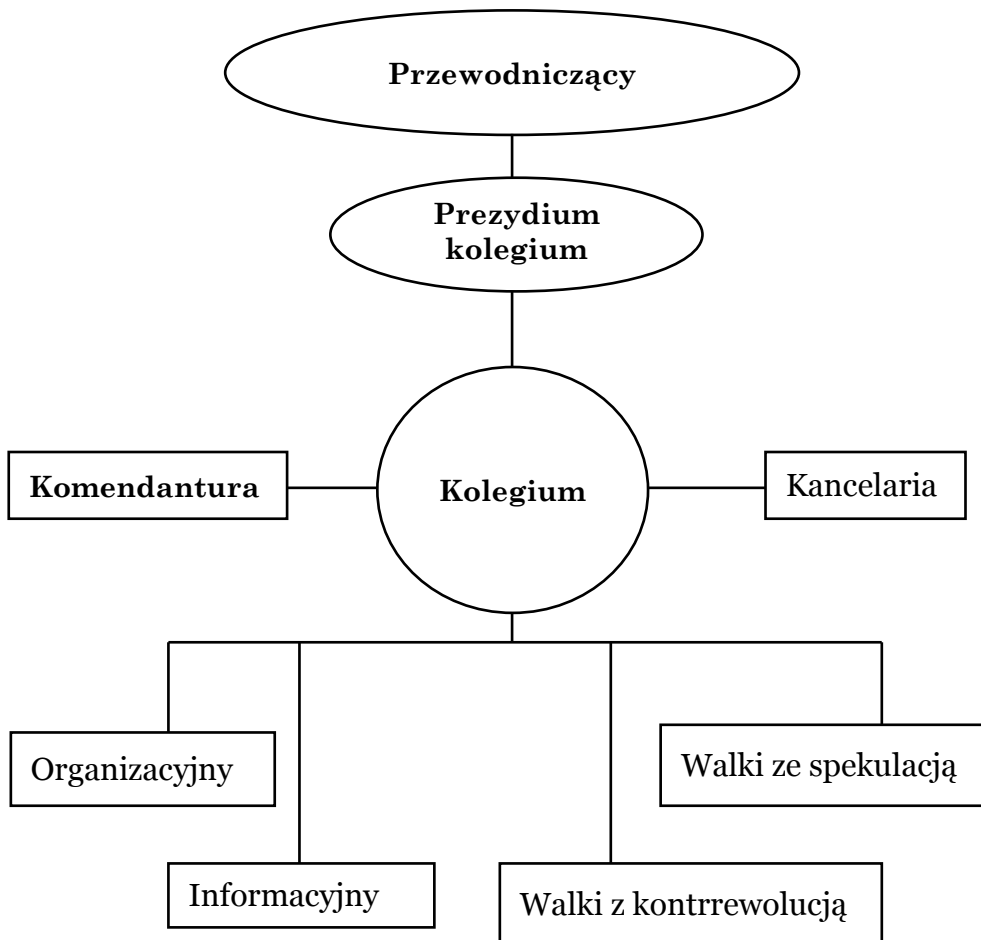 Przewodniczący
Prezydium
kolegium
Komendantura
Kolegium
Kancelaria
Organizacyjny
Walki ze spekulacją
Informacyjny
Walki z kontrrewolucją